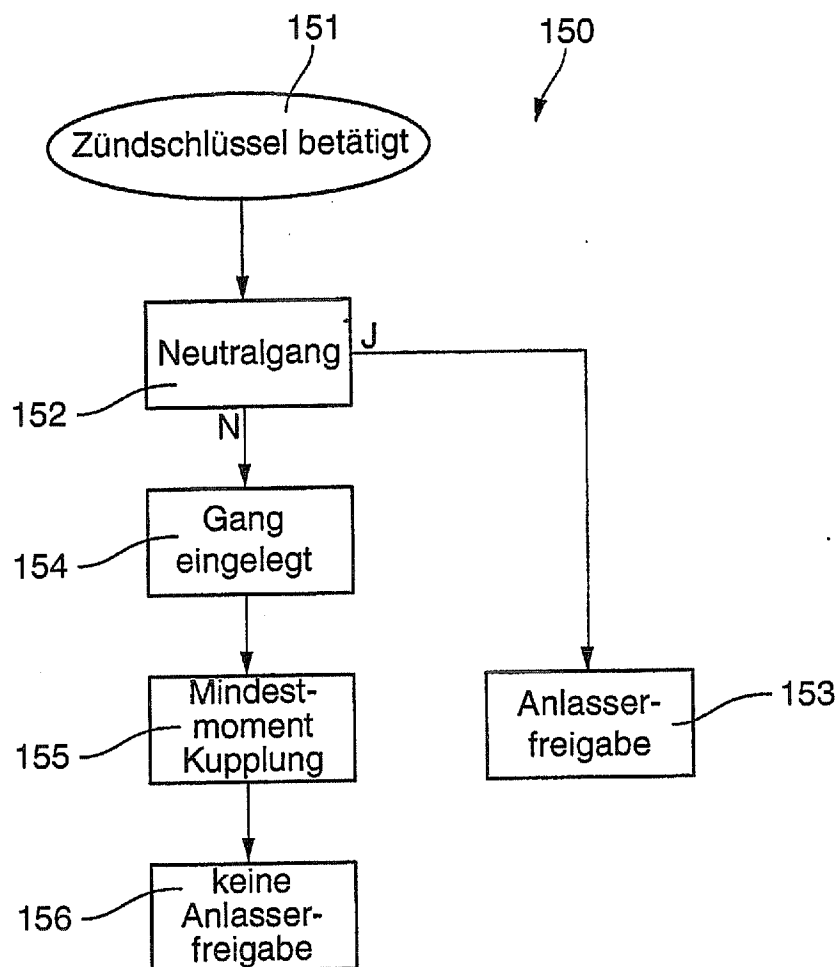 151
150
Zündschlüssel betätigt
Neutralgang
J
152
N
Gang
eingelegt
154
Mindest-
moment
Kupplung
155
Anlasser-
freigabe
153
keine
Anlasser-
freigabe
156